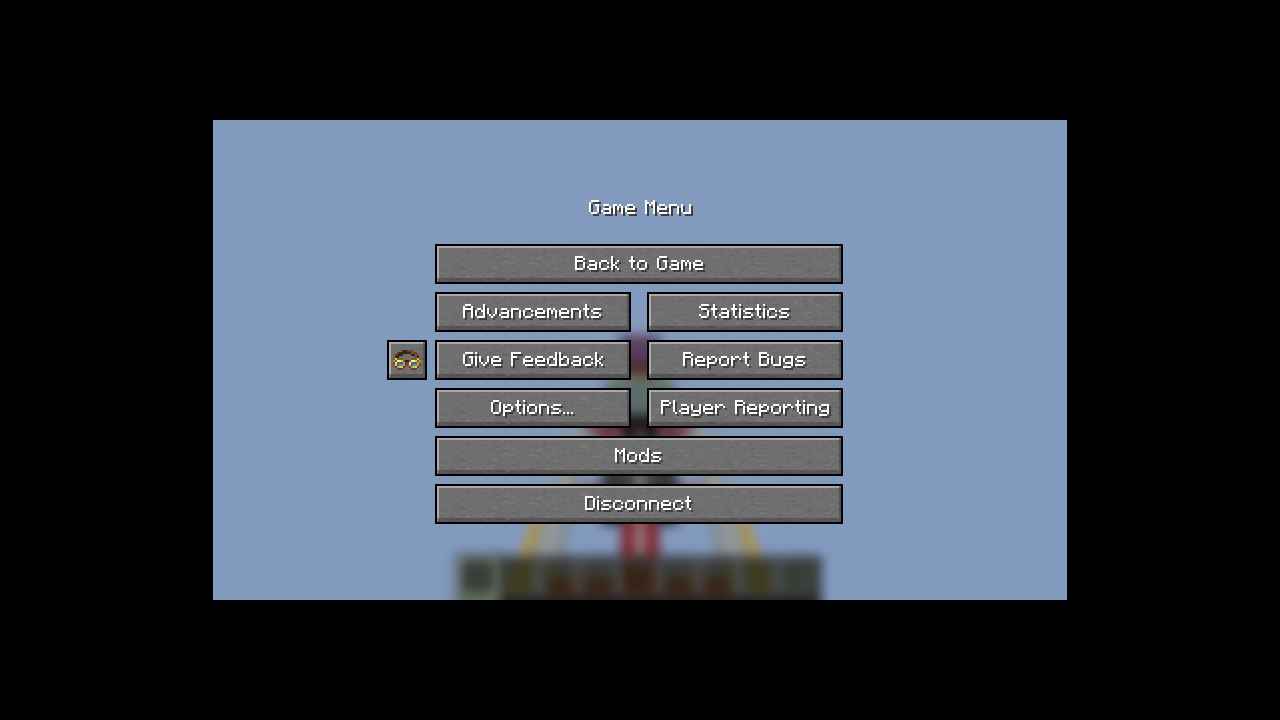 Game Menu
Back to Game
Advancements
Statistics
Give Feedback
Report Bugs
Options...
Player Reporting
Mods
Disconnect